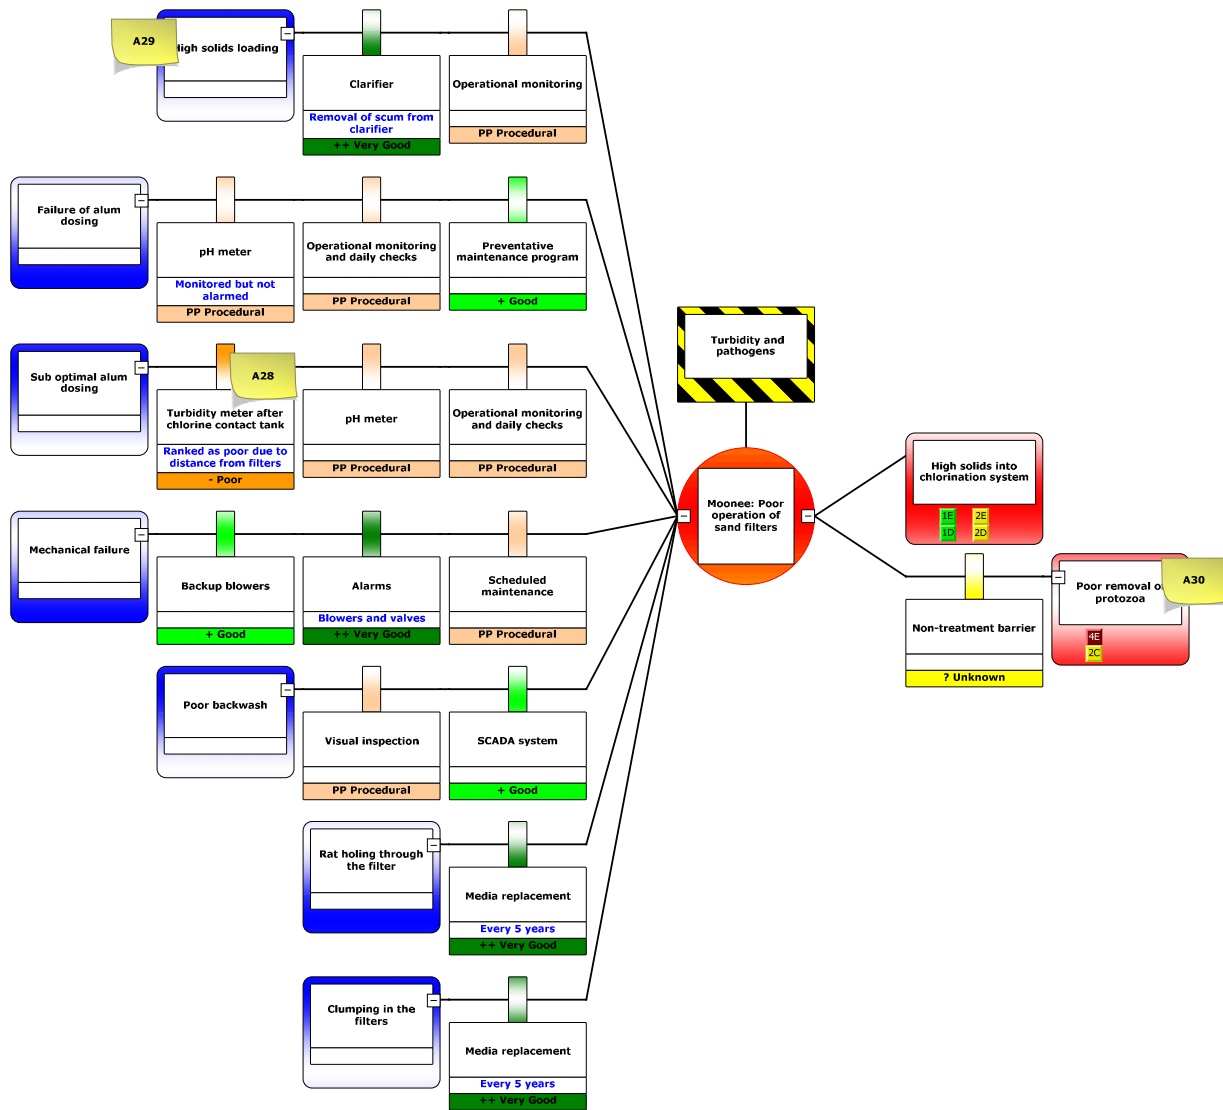 A29
High solids loading
Clarifier
Removal of scum from
clarifier
++ Very Good
Operational monitoring
PP Procedural
Failure of alum
dosing
pH meter
Monitored but not
alarmed
PP Procedural
Operational monitoring
and daily checks
PP Procedural
Preventative
maintenance program
+ Good
Sub optimal alum
dosing
A28
Turbidity meter after
chlorine contact tank
Ranked as poor due to
distance from filters
- Poor
pH meter
PP Procedural
Operational monitoring
and daily checks
PP Procedural
Mechanical failure
Backup blowers
+ Good
Alarms
Blowers and valves
++ Very Good
Scheduled
maintenance
PP Procedural
Poor backwash
Visual inspection
PP Procedural
SCADA system
+ Good
Rat holing through
the filter
Media replacement
Every 5 years
++ Very Good
Clumping in the
filters
Media replacement
Every 5 years
++ Very Good
Turbidity and
pathogens
Moonee: Poor
operation of
sand filters
High solids into
chlorination system
1E 2E
1D 2D
Non-treatment barrier
? Unknown
Poor removal of
protozoa
A30
4E
2C